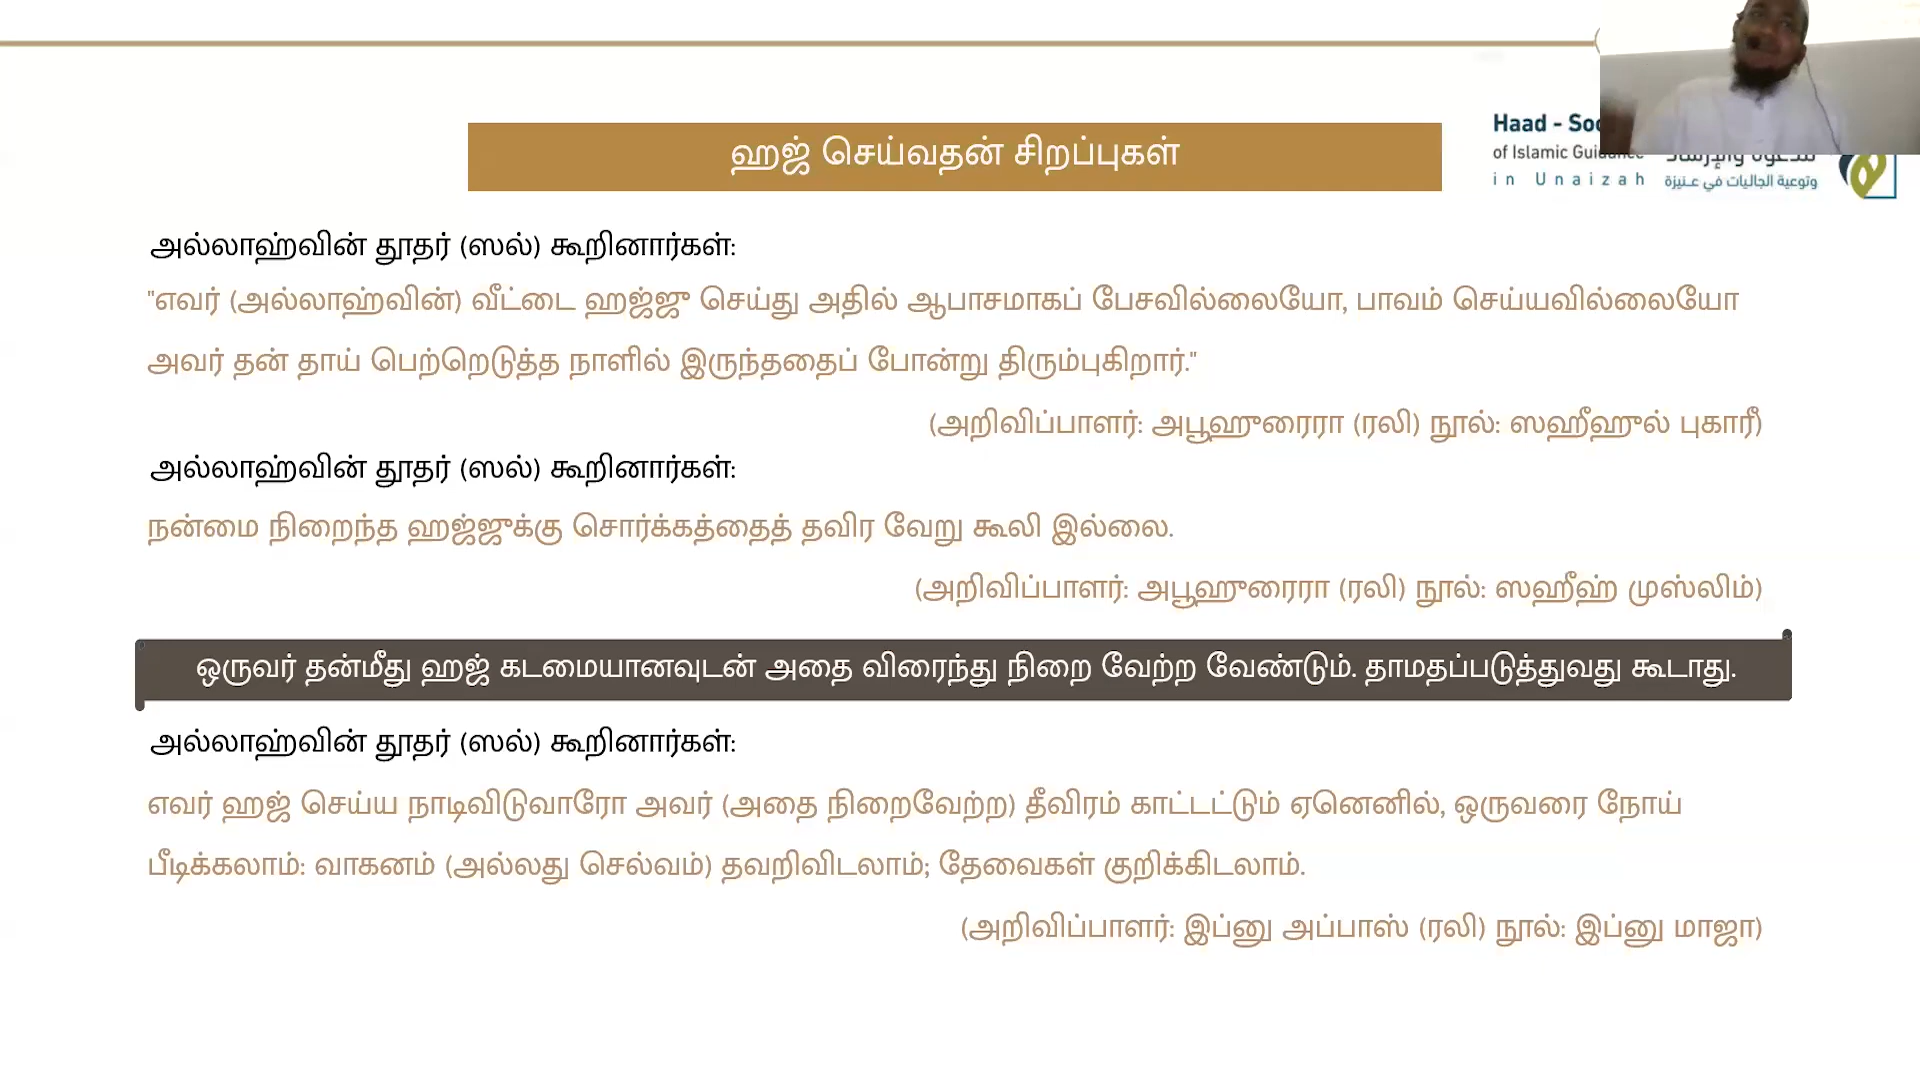 ஹஜ் செய்வதன் சிறப்புகள்
Haad -
of Islamic Guidance
in Unaizah
وتوعية الجاليات في عنيزة
அல்லாஹ்வின் தூதர் (ஸல்) கூறினார்கள்:
"எவர் (அல்லாஹ்வின்) வீட்டை ஹஜ்ஜு செய்து அதில் ஆபாசமாகப் பேசவில்லையோ, பாவம் செய்யவில்லையோ
அவர் தன் தாய் பெற்றெடுத்த நாளில் இருந்ததைப் போன்று திரும்புகிறார்."
(அறிவிப்பாளர்: அபூஹுரைரா (ரலி) நூல்: ஸஹீஹுல் புகாரீ)
அல்லாஹ்வின் தூதர் (ஸல்) கூறினார்கள்:
நன்மை நிறைந்த ஹஜ்ஜுக்கு சொர்க்கத்தைத் தவிர வேறு கூலி இல்லை.
(அறிவிப்பாளர்: அபூஹுரைரா (ரலி) நூல்: ஸஹீஹ் முஸ்லிம்)
ஒருவர் தன்மீது ஹஜ் கடமையானவுடன் அதை விரைந்து நிறை வேற்ற வேண்டும். தாமதப்படுத்துவது கூடாது.
அல்லாஹ்வின் தூதர் (ஸல்) கூறினார்கள்:
எவர் ஹஜ் செய்ய நாடிவிடுவாரோ அவர் (அதை நிறைவேற்ற) தீவிரம் காட்டட்டும் ஏனெனில், ஒருவரை நோய்
பீடிக்கலாம்: வாகனம் (அல்லது செல்வம்) தவறிவிடலாம்; தேவைகள் குறிக்கிடலாம்.
(அறிவிப்பாளர்: இப்னு அப்பாஸ் (ரலி) நூல்: இப்னு மாஜா)